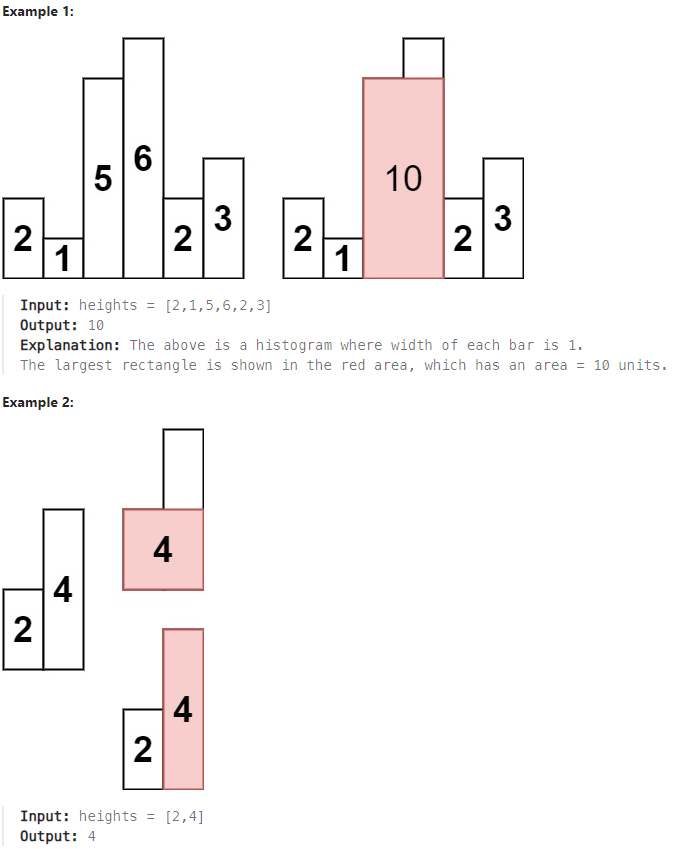 Example 1:
2 1 5 6 2 3
2 1 10 2 3
Input: heights = [2,1,5,6,2,3]
Output: 10
Explanation: The above is a histogram where width of each bar is 1.
The largest rectangle is shown in the red area, which has an area = 10 units.
Example 2:
2 4
4
2 4
Input: heights = [2,4]
Output: 4